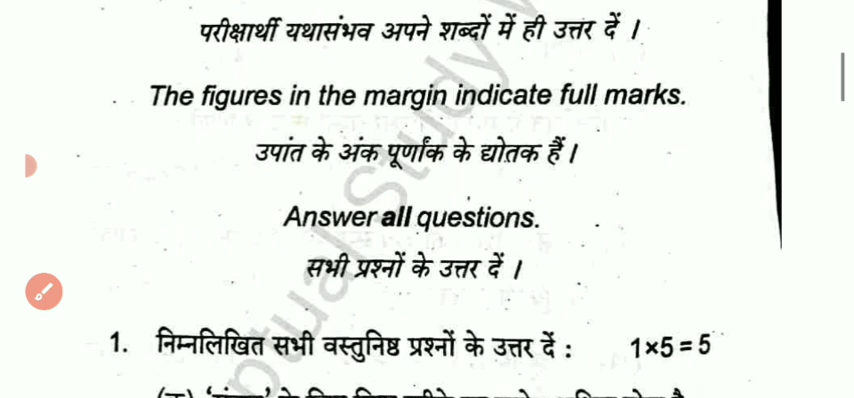 परीक्षार्थी यथासंभव अपने शब्दों में ही उत्तर दें ।
The figures in the margin indicate full marks.
उपांत के अंक पूर्णांक के द्योतक हैं ।
Answer all questions.
सभी प्रश्नों के उत्तर दें ।
1. निम्नलिखित सभी वस्तुनिष्ठ प्रश्नों के उत्तर दें : 1×5 = 5